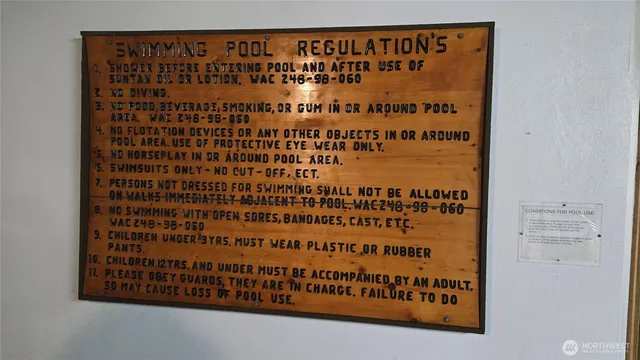 SWIMMING POOL REGULATION'S
1. SHOWER BEFORE ENTERING POOL AND AFTER USE OF
SUNTAN OIL OR LOTION. WAC 248-98-060
2. NO DIVING.
3. NO FOOD, BEVERAGE, SMOKING, OR GUM IN OR AROUND POOL
AREA. WAC 248-98-060
4. NO FLOTATION DEVICES OR ANY OTHER OBJECTS IN OR AROUND
POOL AREA. USE OF PROTECTIVE EYE WEAR ONLY.
5. NO HORSEPLAY IN OR AROUND POOL AREA.
6. SWIMSUITS ONLY - NO CUT-OFF, ECT.
7. PERSONS NOT DRESSED FOR SWIMMING SHALL NOT BE ALLOWED
ON WALKS IMMEDIATELY ADJACENT TO POOL. WAC 248-98-060
8. NO SWIMMING WITH OPEN SORES, BANDAGES, CAST, ETC.
WAC 248-98-060
9. CHILDREN UNDER 3YRS. MUST WEAR PLASTIC OR RUBBER
PANTS.
10. CHILDREN 12YRS. AND UNDER MUST BE ACCOMPANIED BY AN ADULT.
11. PLEASE OBEY GUARDS, THEY ARE IN CHARGE. FAILURE TO DO
SO MAY CAUSE LOSS OF POOL USE.
CONDITIONS FOR POOL USE
NORTHWEST